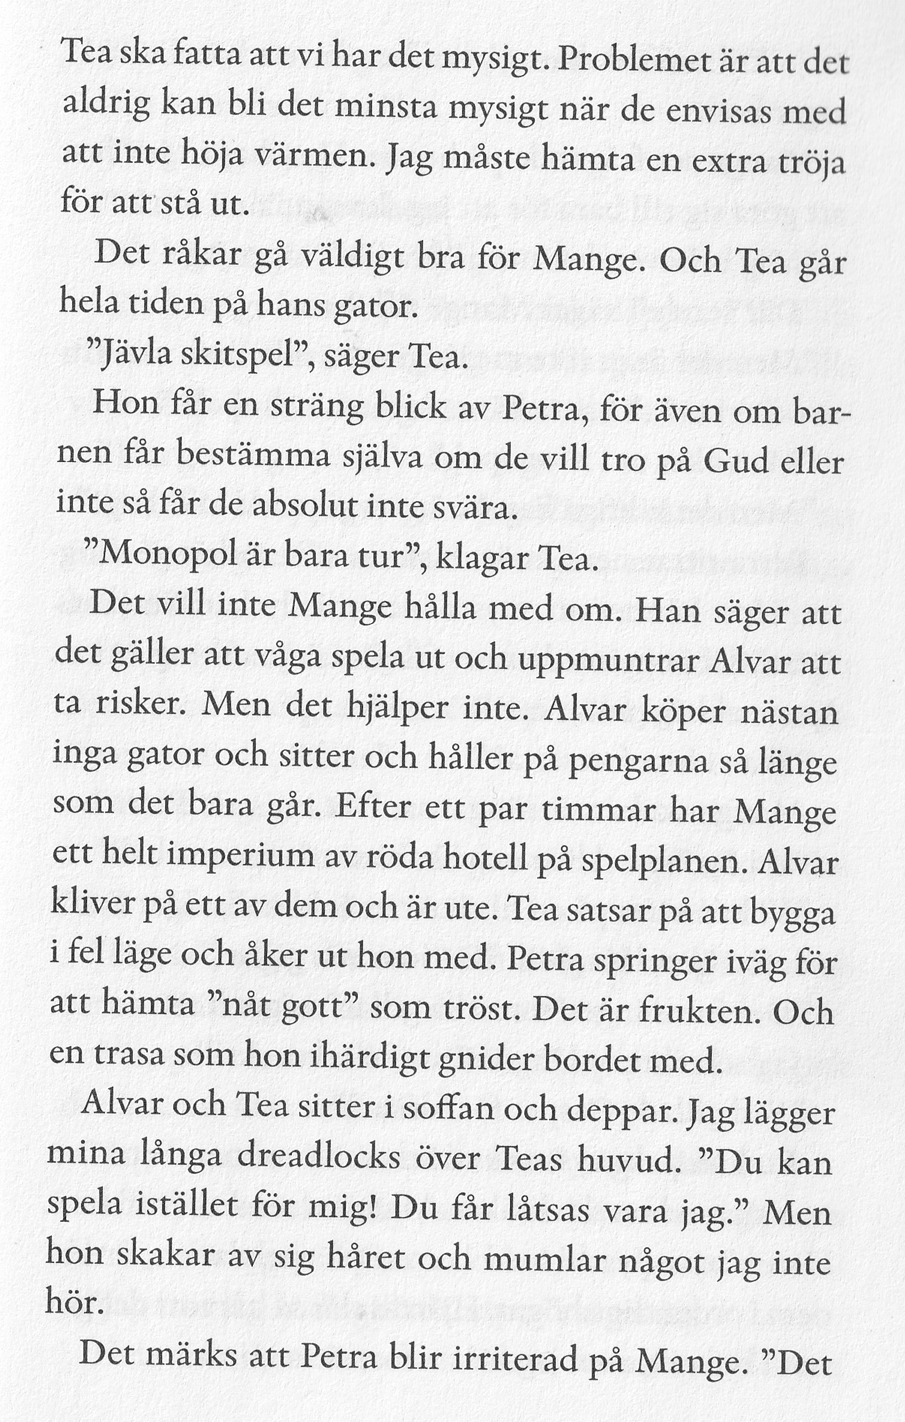 Tea ska fatta att vi har det mysigt. Problemet är att det
aldrig kan bli det minsta mysigt när de envisas med
att inte höja värmen. Jag måste hämta en extra tröja
för att stå ut.
Det råkar gå väldigt bra för Mange. Och Tea går
hela tiden på hans gator.
”Jävla skitspel”, säger Tea.
Hon får en sträng blick av Petra, för även om bar-
nen får bestämma själva om de vill tro på Gud eller
inte så får de absolut inte svära.
”Monopol är bara tur”, klagar Tea.
Det vill inte Mange hålla med om. Han säger att
det gäller att våga spela ut och uppmuntrar Alvar att
ta risker. Men det hjälper inte. Alvar köper nästan
inga gator och sitter och håller på pengarna så länge
som det bara går. Efter ett par timmar har Mange
ett helt imperium av röda hotell på spelplanen. Alvar
kliver på ett av dem och är ute. Tea satsar på att bygga
i fel läge och åker ut hon med. Petra springer iväg för
att hämta ”nåt gott” som tröst. Det är frukten. Och
en trasa som hon ihärdigt gnider bordet med.
Alvar och Tea sitter i soffan och deppar. Jag lägger
mina långa dreadlocks över Teas huvud. ”Du kan
spela istället för mig! Du får låtsas vara jag.” Men
hon skakar av sig håret och mumlar något jag inte
hör.
Det märks att Petra blir irriterad på Mange. ”Det